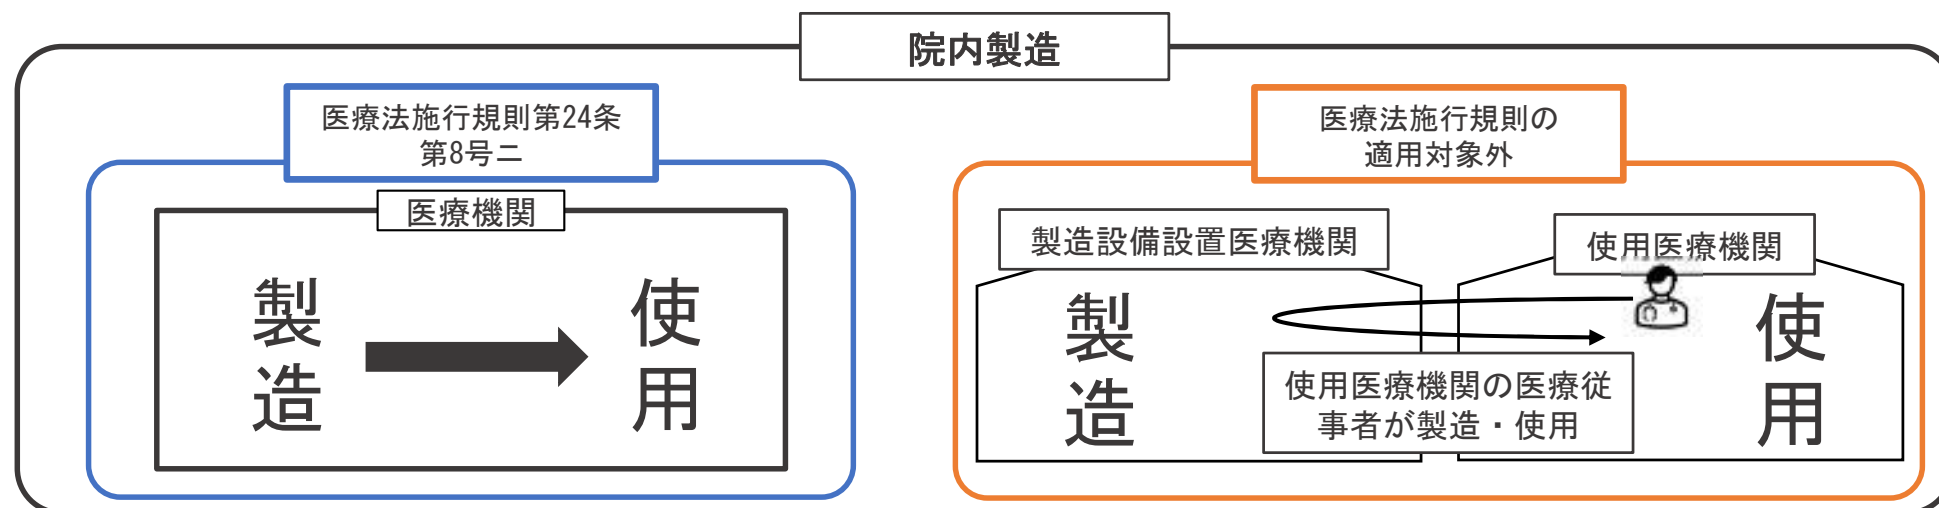 院内製造
医療法施行規則第24条
第8号ニ
医療機関
製造
使用
医療法施行規則の
適用対象外
製造設備設置医療機関
使用医療機関
製造
使用医療機関の医療従
事者が製造・使用
使用